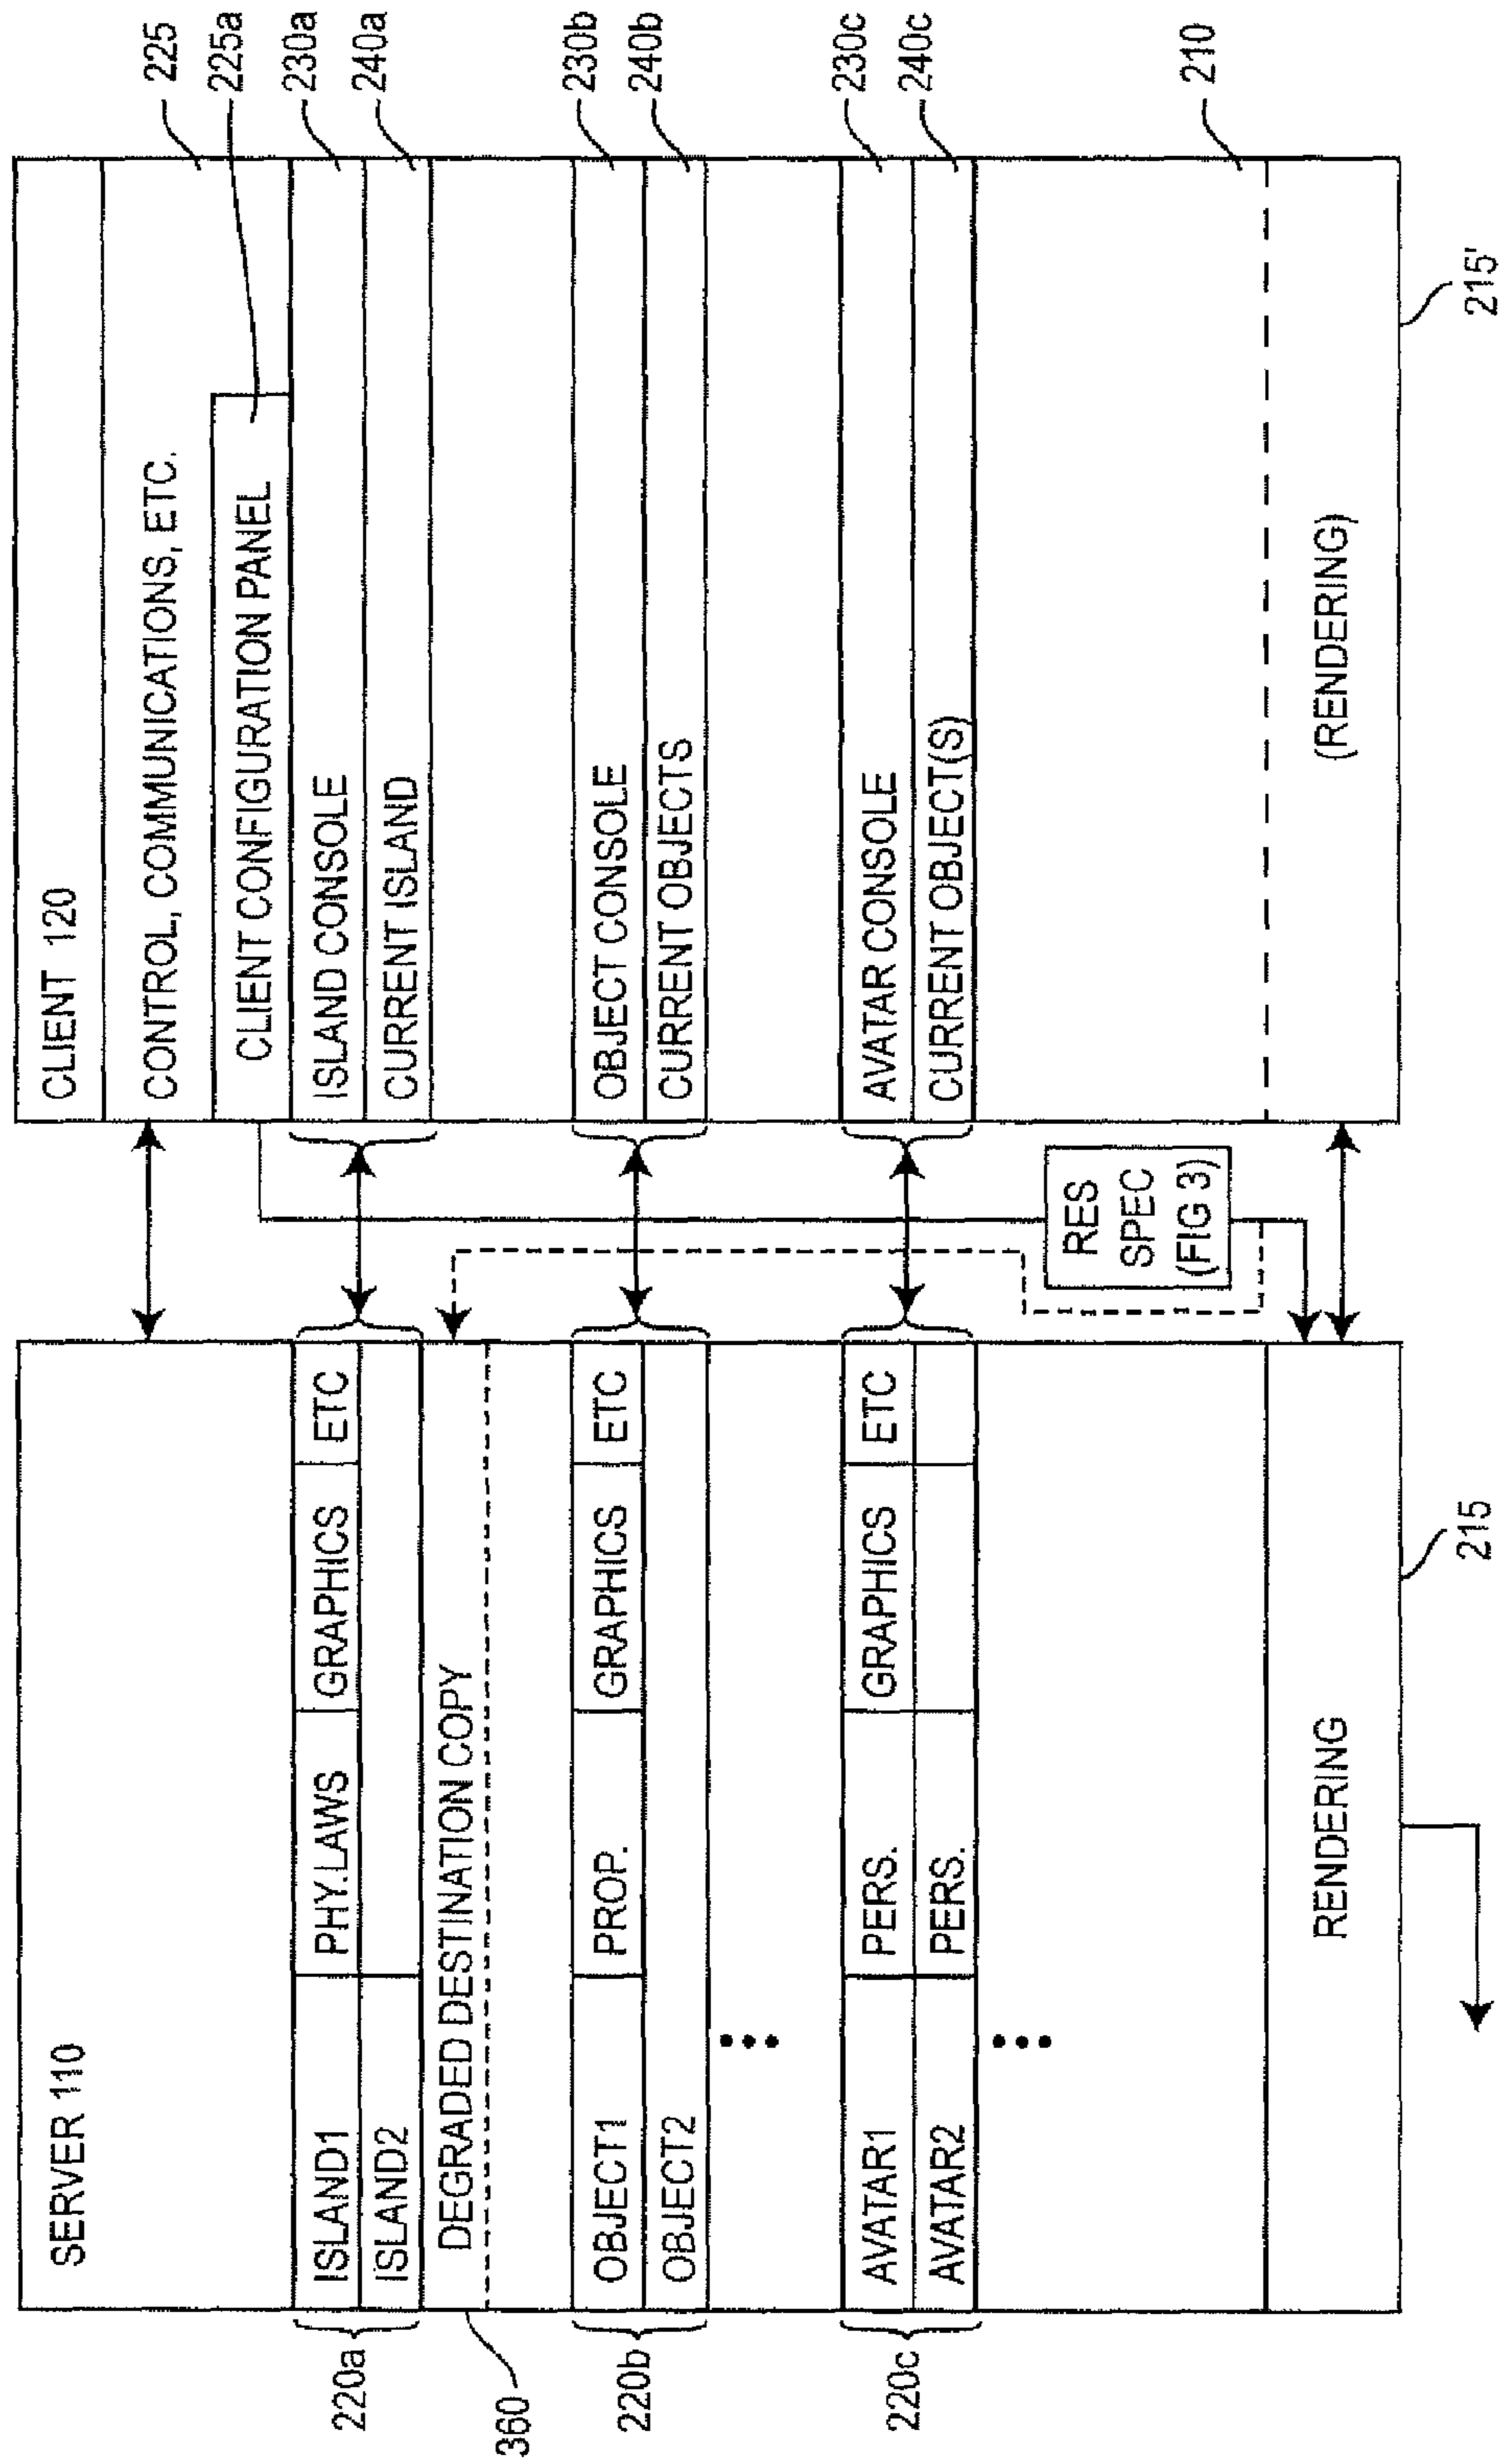 SERVER 110
ISLAND1 PHY.LAWS GRAPHICS ETC
ISLAND2
DEGRADED DESTINATION COPY
OBJECT1 PROP. GRAPHICS ETC
OBJECT2
AVATAR1 PERS. GRAPHICS ETC
AVATAR2 PERS.
RENDERING
220a
360
220b
220c
215
RES
SPEC
(FIG 3)
CLIENT 120
CONTROL, COMMUNICATIONS, ETC.
CLIENT CONFIGURATION PANEL
ISLAND CONSOLE
CURRENT ISLAND
OBJECT CONSOLE
CURRENT OBJECTS
AVATAR CONSOLE
CURRENT OBJECT(S)
(RENDERING)
225
225a
230a
240a
230b
240b
230c
240c
210
215'